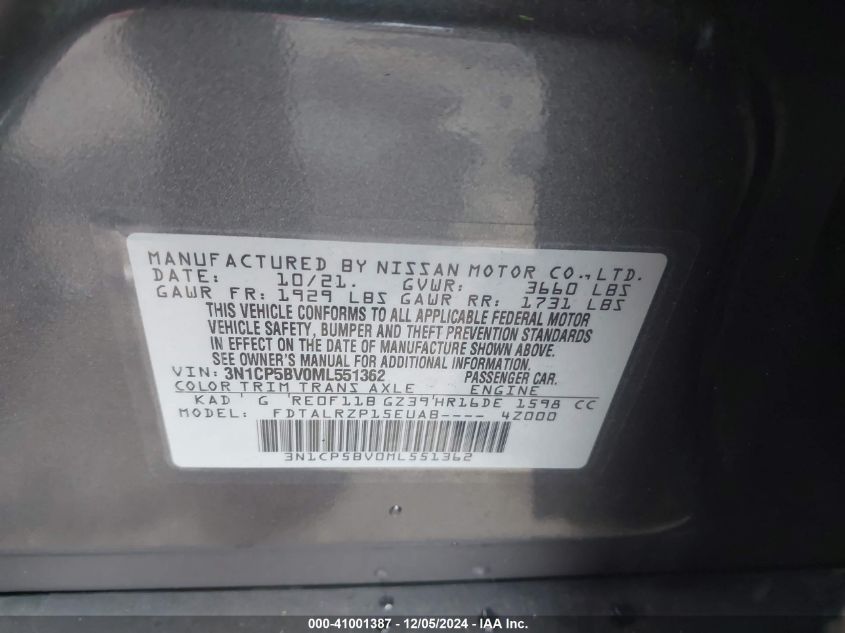 MANUFACTURED BY NISSAN MOTOR CO.,LTD.
DATE: 10/21. GVWR: 3660 LBS
GAWR FR: 1929 LBS GAWR RR: 1731 LBS
THIS VEHICLE CONFORMS TO ALL APPLICABLE FEDERAL MOTOR
VEHICLE SAFETY, BUMPER AND THEFT PREVENTION STANDARDS
IN EFFECT ON THE DATE OF MANUFACTURE SHOWN ABOVE.
SEE OWNER'S MANUAL FOR ADDITIONAL INFORMATION.
VIN: 3N1CP5BV0ML551362 PASSENGER CAR.
COLOR TRIM TRANS AXLE ENGINE
KAD ' G 'RE0F11B GZ39'HR16DE 1598 CC
MODEL: FDTALRZP15EUAB---- 4Z000
3N1CP5BV0ML551362
000-41001387 - 12/05/2024 - IAA Inc.